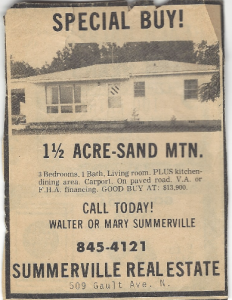 SPECIAL BUY!
1½ ACRE-SAND MTN.
3 Bedrooms, 1 Bath, Living room. PLUS kitchen-
dining area. Carport. On paved road. V.A. or
F.H.A. financing. GOOD BUY AT: $13,900.
CALL TODAY!
WALTER OR MARY SUMMERVILLE
845-4121
SUMMERVILLE REAL ESTATE
509 Gault Ave. N.